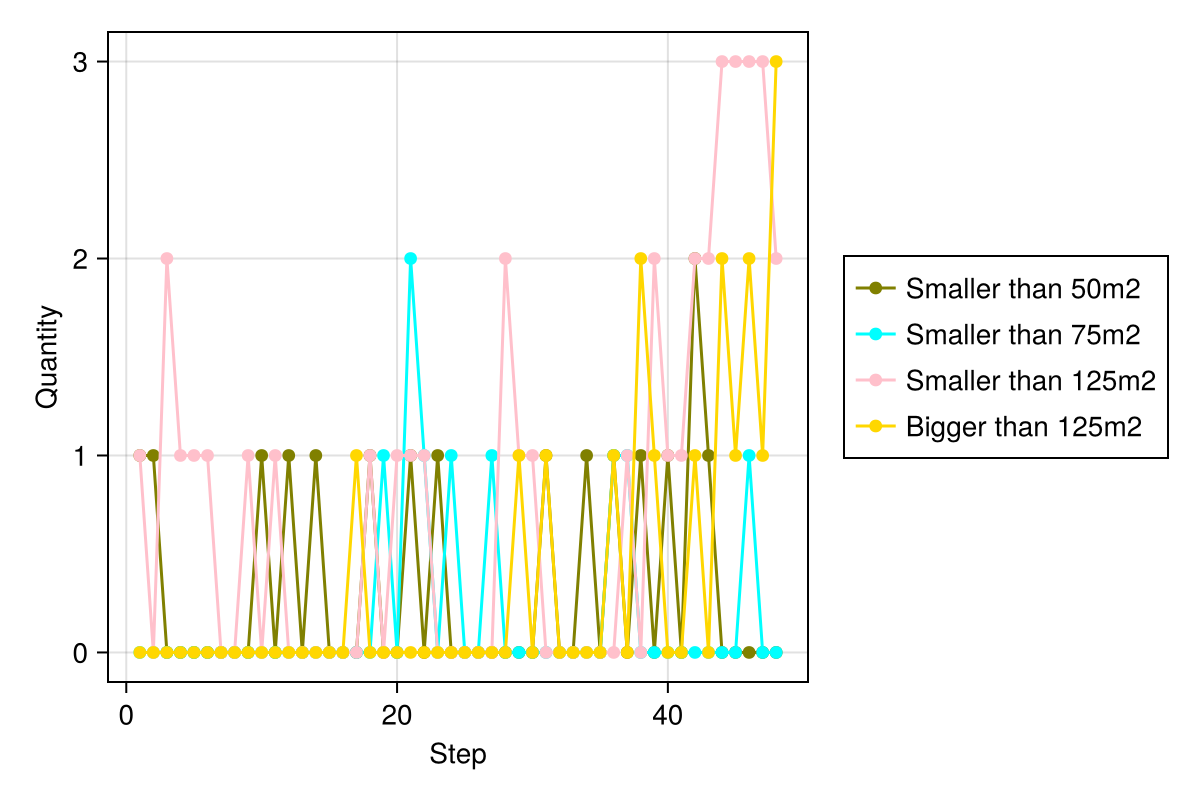 3
2
1
0
Quantity
0
20
40
Step
Smaller than 50m2
Smaller than 75m2
Smaller than 125m2
Bigger than 125m2